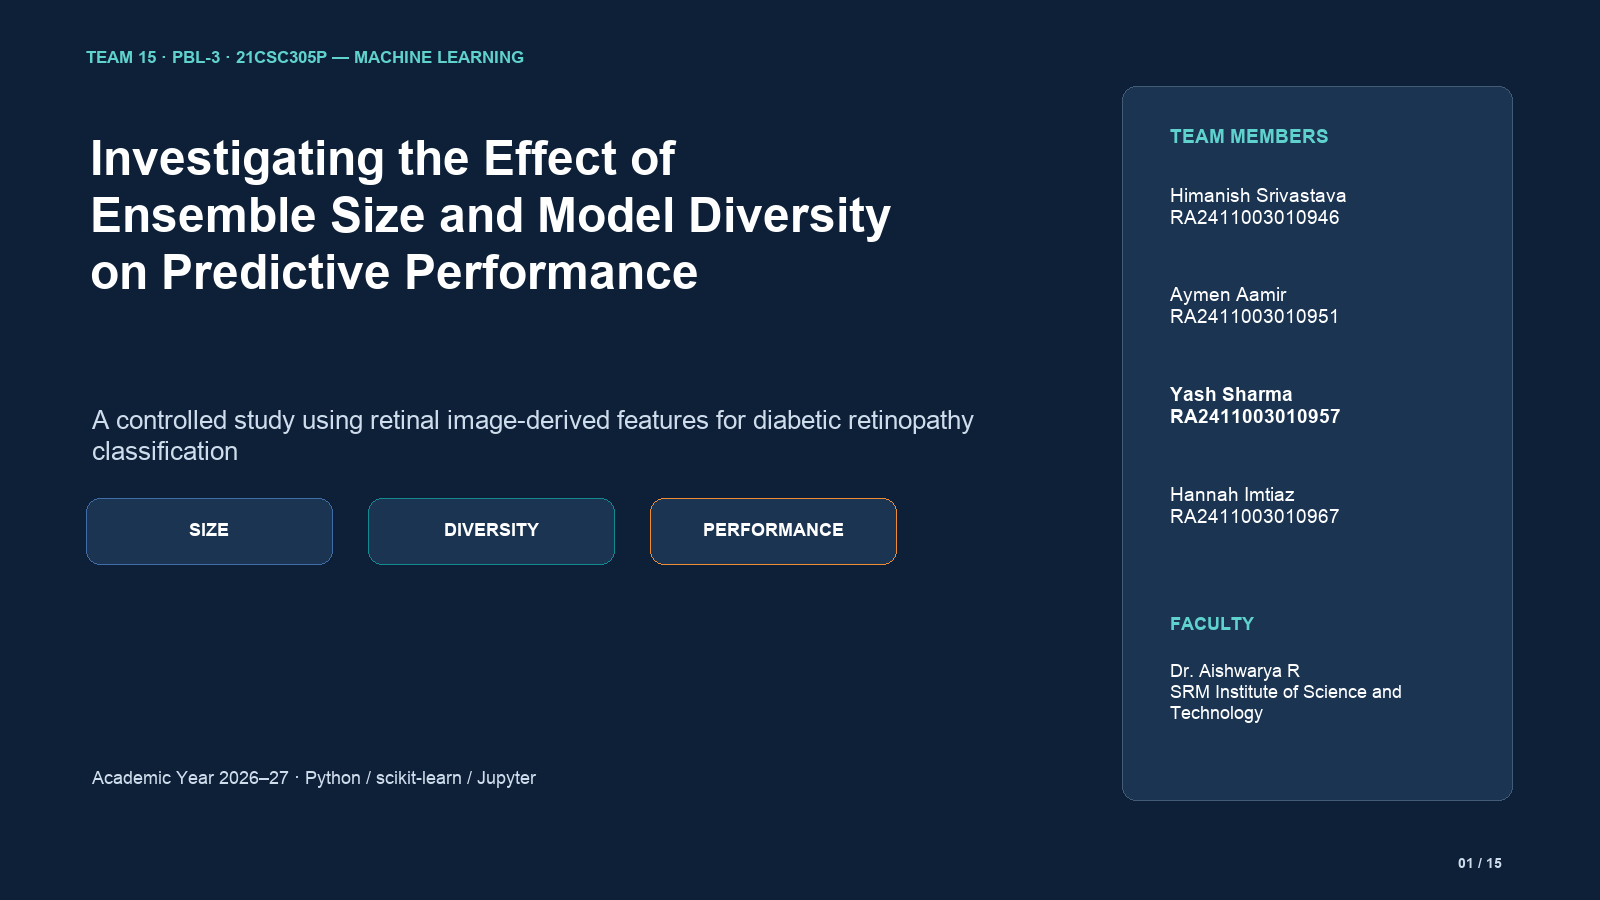 TEAM 15 · PBL-3 · 21CSC305P — MACHINE LEARNING
Investigating the Effect of
Ensemble Size and Model Diversity
on Predictive Performance
A controlled study using retinal image-derived features for diabetic retinopathy
classification
SIZE
DIVERSITY
PERFORMANCE
Academic Year 2026–27 · Python / scikit-learn / Jupyter
TEAM MEMBERS
Himanish Srivastava
RA2411003010946
Aymen Aamir
RA2411003010951
Yash Sharma
RA2411003010957
Hannah Imtiaz
RA2411003010967
FACULTY
Dr. Aishwarya R
SRM Institute of Science and
Technology
01 / 15